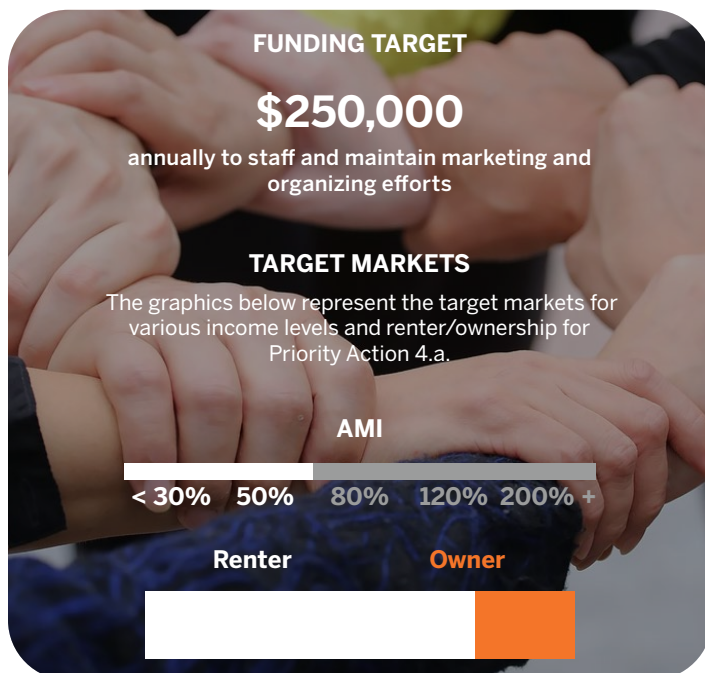 FUNDING TARGET
$250,000
annually to staff and maintain marketing and
organizing efforts
TARGET MARKETS
The graphics below represent the target markets for
various income levels and renter/ownership for
Priority Action 4.a.
AMI
< 30% 50% 80% 120% 200% +
Renter Owner